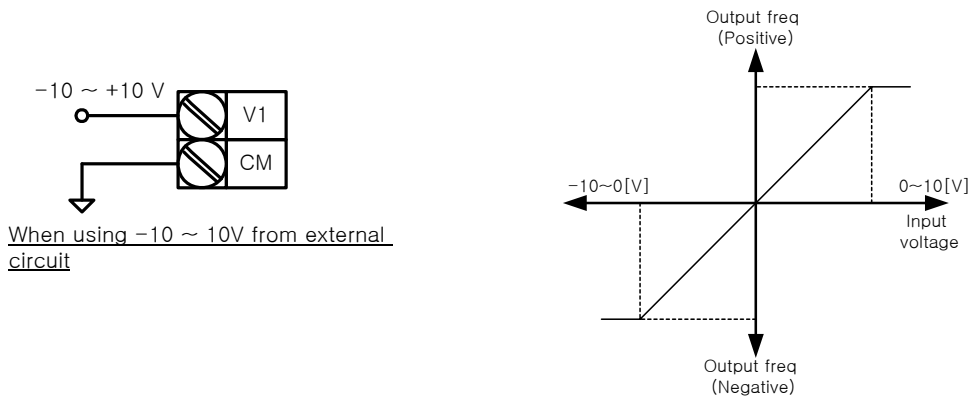 -10 ~ +10 V
V1
CM
When using -10 ~ 10V from external
circuit
Output freq
(Positive)
-10~0[V]
0~10[V]
Input
voltage
Output freq
(Negative)